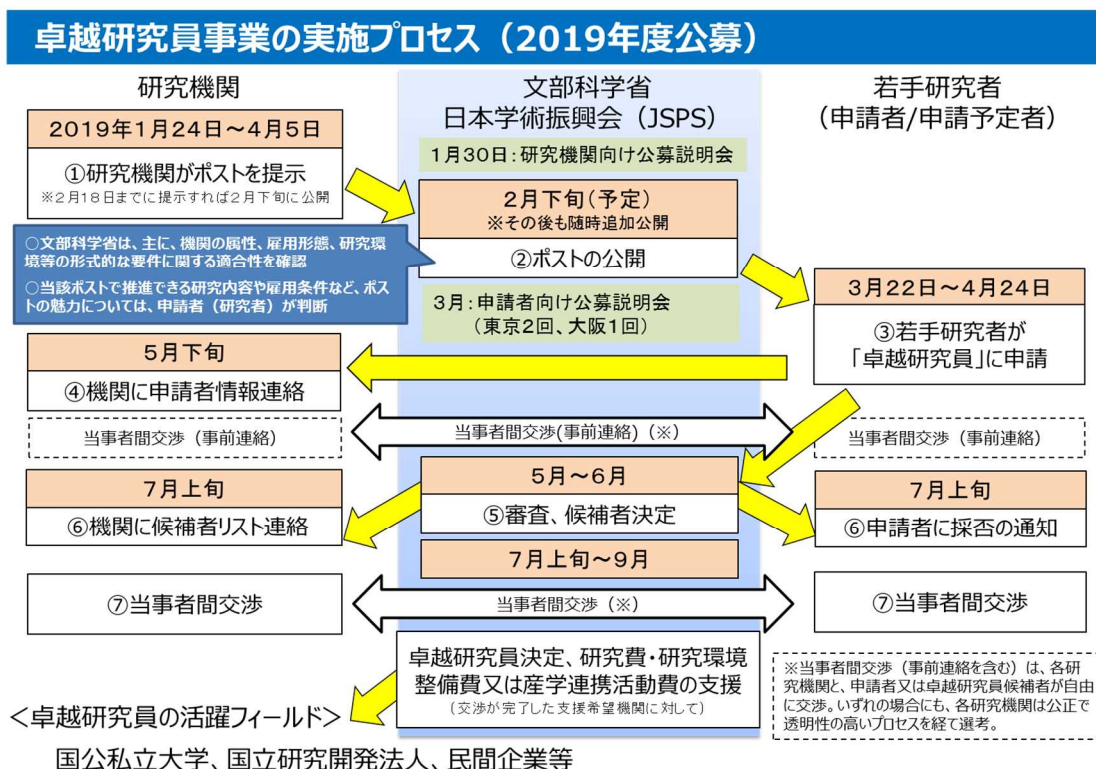 卓越研究員事業の実施プロセス（2019年度公募）
研究機関
文部科学省
日本学術振興会（JSPS）
若手研究者
（申請者/申請予定者）
2019年1月24日～4月5日
①研究機関がポストを提示
※2月18日までに提示すれば2月下旬に公開
1月30日：研究機関向け公募説明会
2月下旬（予定）
※その後も随時追加公開
②ポストの公開
○文部科学省は、主に、機関の属性、雇用形態、研究環
境等の形式的な要件に関する適合性を確認
○当該ポストで推進できる研究内容や雇用条件など、ポス
トの魅力については、申請者（研究者）が判断
3月：申請者向け公募説明会
（東京2回、大阪1回）
3月22日～4月24日
③若手研究者が
「卓越研究員」に申請
5月下旬
④機関に申請者情報連絡
当事者間交渉（事前連絡）
当事者間交渉(事前連絡)（※）
当事者間交渉（事前連絡）
7月上旬
⑥機関に候補者リスト連絡
5月～6月
⑤審査、候補者決定
7月上旬
⑥申請者に採否の通知
7月上旬～9月
⑦当事者間交渉
当事者間交渉（※）
⑦当事者間交渉
卓越研究員決定、研究費・研究環境
整備費又は産学連携活動費の支援
（交渉が完了した支援希望機関に対して）
※当事者間交渉（事前連絡を含む）は、各研
究機関と、申請者又は卓越研究員候補者が自由
に交渉。いずれの場合にも、各研究機関は公正で
透明性の高いプロセスを経て選考。
＜卓越研究員の活躍フィールド＞
国公私立大学、国立研究開発法人、民間企業等